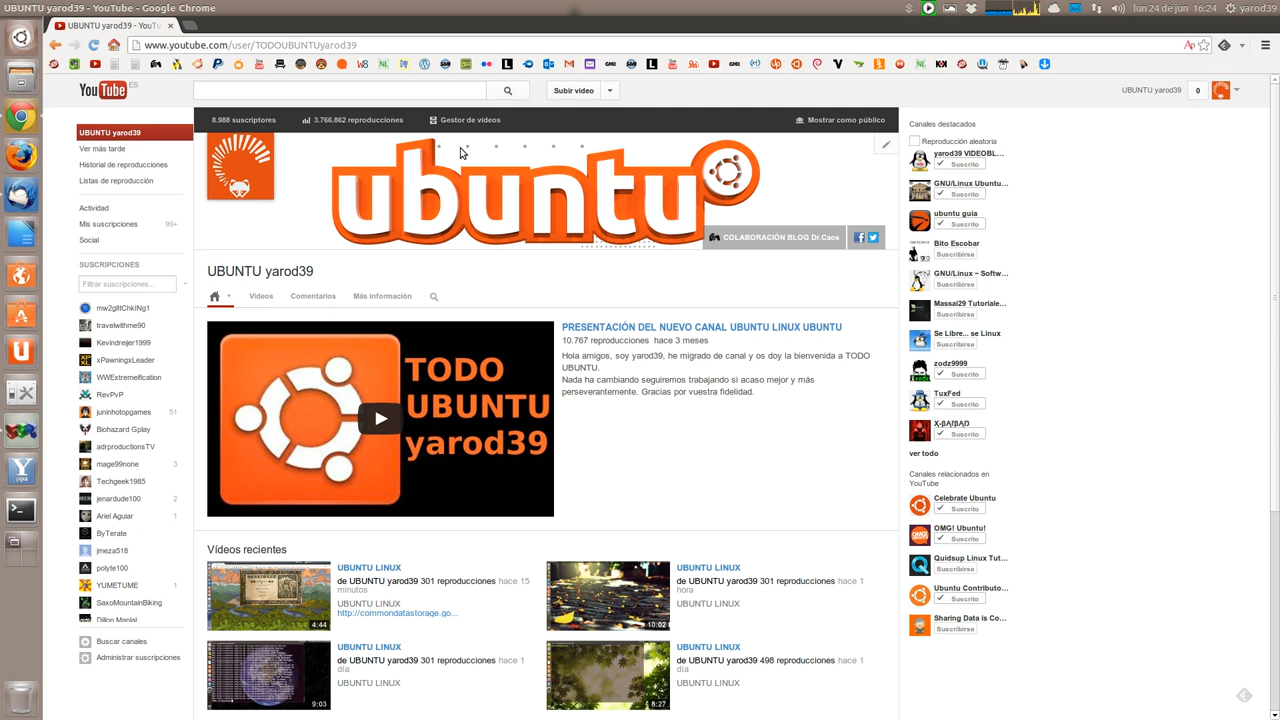 UBUNTU yarod39 - YouTube - Google Chrome
lun 24 de jun 16:24
yarod39
UBUNTU yarod39 - YouTu
www.youtube.com/user/TODOUBUNTUyarod39
YouTube ES
Subir vídeo
UBUNTU yarod39
0
UBUNTU yarod39
Ver más tarde
Historial de reproducciones
Listas de reproducción
Actividad
Mis suscripciones 99+
Social
SUSCRIPCIONES
Filtrar suscripciones...
mw2glItChkINg1
travelwithme90
Kevindreijer1999
xPawningxLeader
WWExtremeification
RevPvP
juninhotopgames 51
Biohazard Gplay
adrproductionsTV
mage99none 3
Techgeek1985
jenardude100 2
Ariel Aguiar 1
ByTerate
jmeza518
polyte100
YUMETUME 1
SaxoMountainBiking
Dillon Manial
Buscar canales
Administrar suscripciones
8.988 suscriptores
3.766.862 reproducciones
Gestor de vídeos
Mostrar como público
ubuntu
COLABORACIÓN BLOG Dr.Caos
UBUNTU yarod39
Vídeos
Comentarios
Más información
TODO
UBUNTU
yarod39
PRESENTACIÓN DEL NUEVO CANAL UBUNTU LINUX UBUNTU
10.767 reproducciones hace 3 meses
Hola amigos, soy yarod39, he migrado de canal y os doy la bienvenida a TODO
UBUNTU.
Nada ha cambiando seguiremos trabajando si acaso mejor y más
perseverantemente. Gracias por vuestra fidelidad.
Vídeos recientes
4:44
UBUNTU LINUX
de UBUNTU yarod39 301 reproducciones hace 15
minutos
UBUNTU LINUX
http://commondatastorage.go...
10:02
UBUNTU LINUX
de UBUNTU yarod39 301 reproducciones hace 1
hora
UBUNTU LINUX
9:03
UBUNTU LINUX
de UBUNTU yarod39 301 reproducciones hace 1
día
UBUNTU LINUX
8:27
UBUNTU LINUX
de UBUNTU yarod39 498 reproducciones hace 1
día
UBUNTU LINUX
Canales destacados
Reproducción aleatoria
yarod39 VIDEOBL...
Suscrito
GNU/Linux Ubuntu...
Suscrito
ubuntu guia
Suscrito
Bito Escobar
Suscribirse
GNU/Linux ~ Softw...
Suscribirse
Massai29 Tutoriale...
Suscribirse
Se Libre... se Linux
Suscribirse
zodz9999
Suscrito
TuxFed
Suscrito
Suscrito
ver todo
Canales relacionados en
YouTube
Celebrate Ubuntu
Suscrito
OMG! Ubuntu!
Suscrito
Quidsup Linux Tut...
Suscribirse
Ubuntu Contributo...
Suscrito
Sharing Data is Co...
Suscribirse